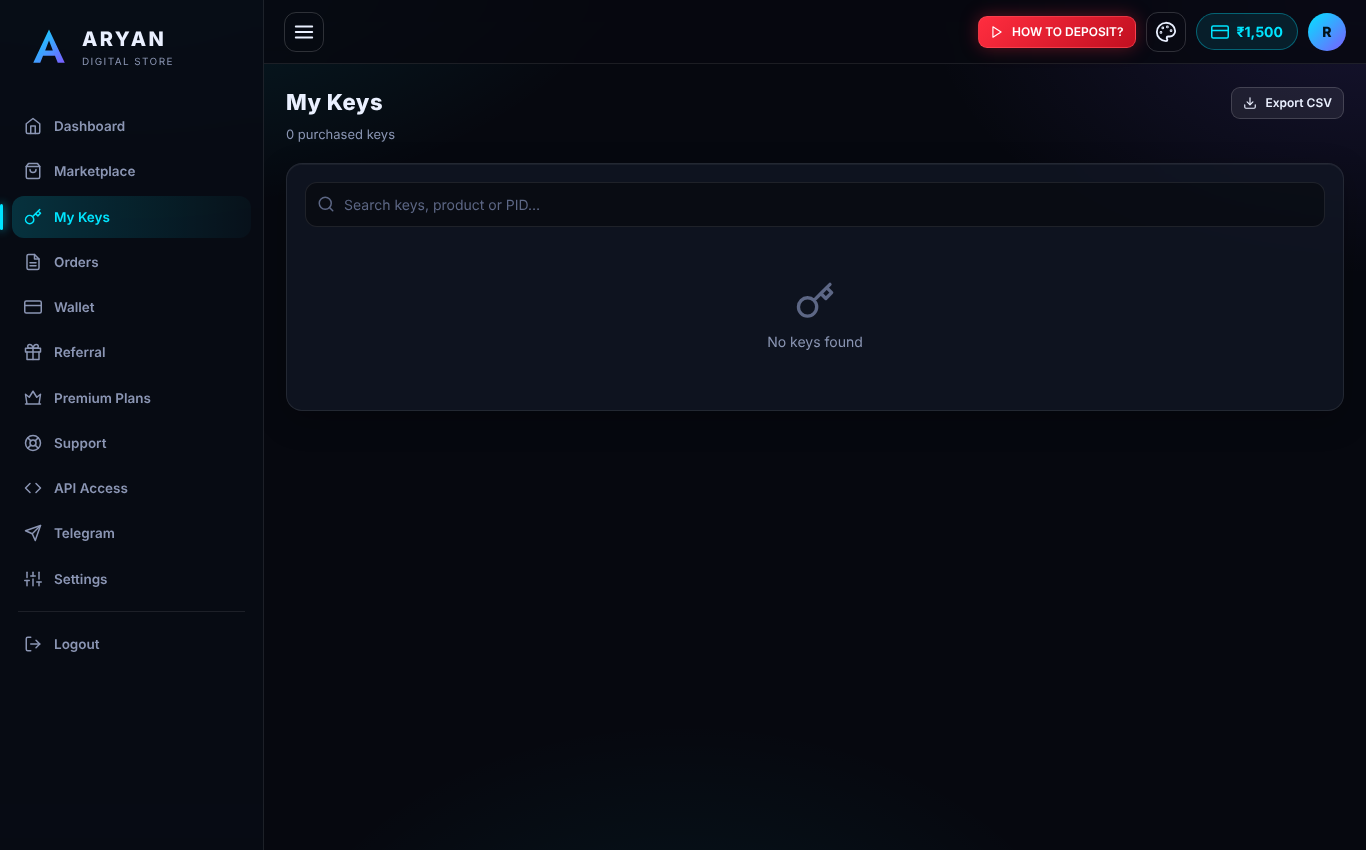 ARYAN
DIGITAL STORE
HOW TO DEPOSIT?
₹1,500
R
Dashboard
Marketplace
My Keys
Orders
Wallet
Referral
Premium Plans
Support
API Access
Telegram
Settings
Logout
My Keys
0 purchased keys
Export CSV
Search keys, product or PID...
No keys found